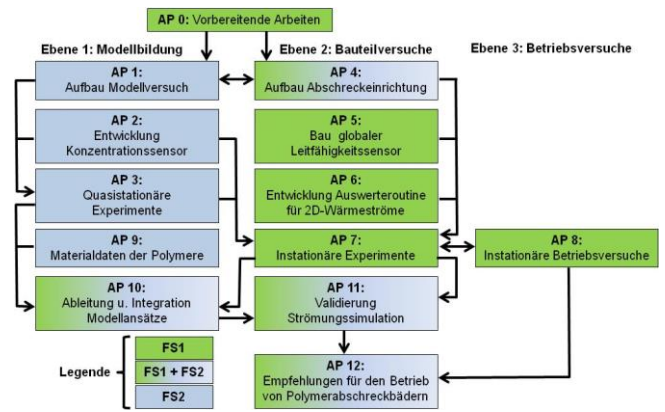 AP 0: Vorbereitende Arbeiten
Ebene 1: Modellbildung
Ebene 2: Bauteilversuche
Ebene 3: Betriebsversuche
AP 1:
Aufbau Modellversuch
AP 4:
Aufbau Abschreckeinrichtung
AP 2:
Entwicklung
Konzentrationssensor
AP 5:
Bau globaler
Leitfähigkeitssensor
AP 3:
Quasistationäre
Experimente
AP 6:
Entwicklung Auswerteroutine
für 2D-Wärmeströme
AP 9:
Materialdaten der Polymere
AP 7:
Instationäre Experimente
AP 8:
Instationäre Betriebsversuche
AP 10:
Ableitung u. Integration
Modellansätze
AP 11:
Validierung
Strömungssimulation
AP 12:
Empfehlungen für den Betrieb
von Polymerabschreckbädern
Legende
FS1
FS1 + FS2
FS2